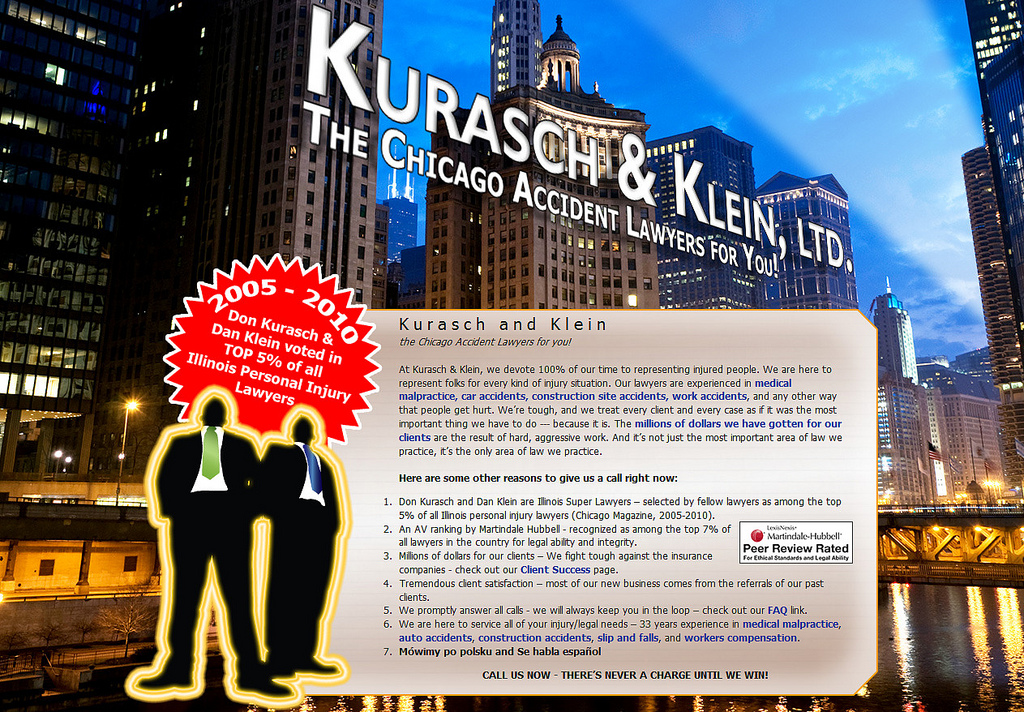 KURASCH & KLEIN, LTD.
THE CHICAGO ACCIDENT LAWYERS FOR YOU!
2005 - 2010
Don Kurasch &
Dan Klein voted in
TOP 5% of all
Illinois Personal Injury
Lawyers
Kurasch and Klein
the Chicago Accident Lawyers for you!
At Kurasch & Klein, we devote 100% of our time to representing injured people. We are here to
represent folks for every kind of injury situation. Our lawyers are experienced in medical
malpractice, car accidents, construction site accidents, work accidents, and any other way
that people get hurt. We're tough, and we treat every client and every case as if it was the most
important thing we have to do --- because it is. The millions of dollars we have gotten for our
clients are the result of hard, aggressive work. And it's not just the most important area of law we
practice, it's the only area of law we practice.
Here are some other reasons to give us a call right now:
1. Don Kurasch and Dan Klein are Illinois Super Lawyers – selected by fellow lawyers as among the top
5% of all Illinois personal injury lawyers (Chicago Magazine, 2005-2010).
2. An AV ranking by Martindale Hubbell - recognized as among the top 7% of
all lawyers in the country for legal ability and integrity.
LexisNexis®
Martindale-Hubbell®
Peer Review Rated
For Ethical Standards and Legal Ability
3. Millions of dollars for our clients – We fight tough against the insurance
companies - check out our Client Success page.
4. Tremendous client satisfaction – most of our new business comes from the referrals of our past
clients.
5. We promptly answer all calls - we will always keep you in the loop – check out our FAQ link.
6. We are here to service all of your injury/legal needs – 33 years experience in medical malpractice,
auto accidents, construction accidents, slip and falls, and workers compensation.
7. Mówimy po polsku and Se habla español
CALL US NOW - THERE'S NEVER A CHARGE UNTIL WE WIN!